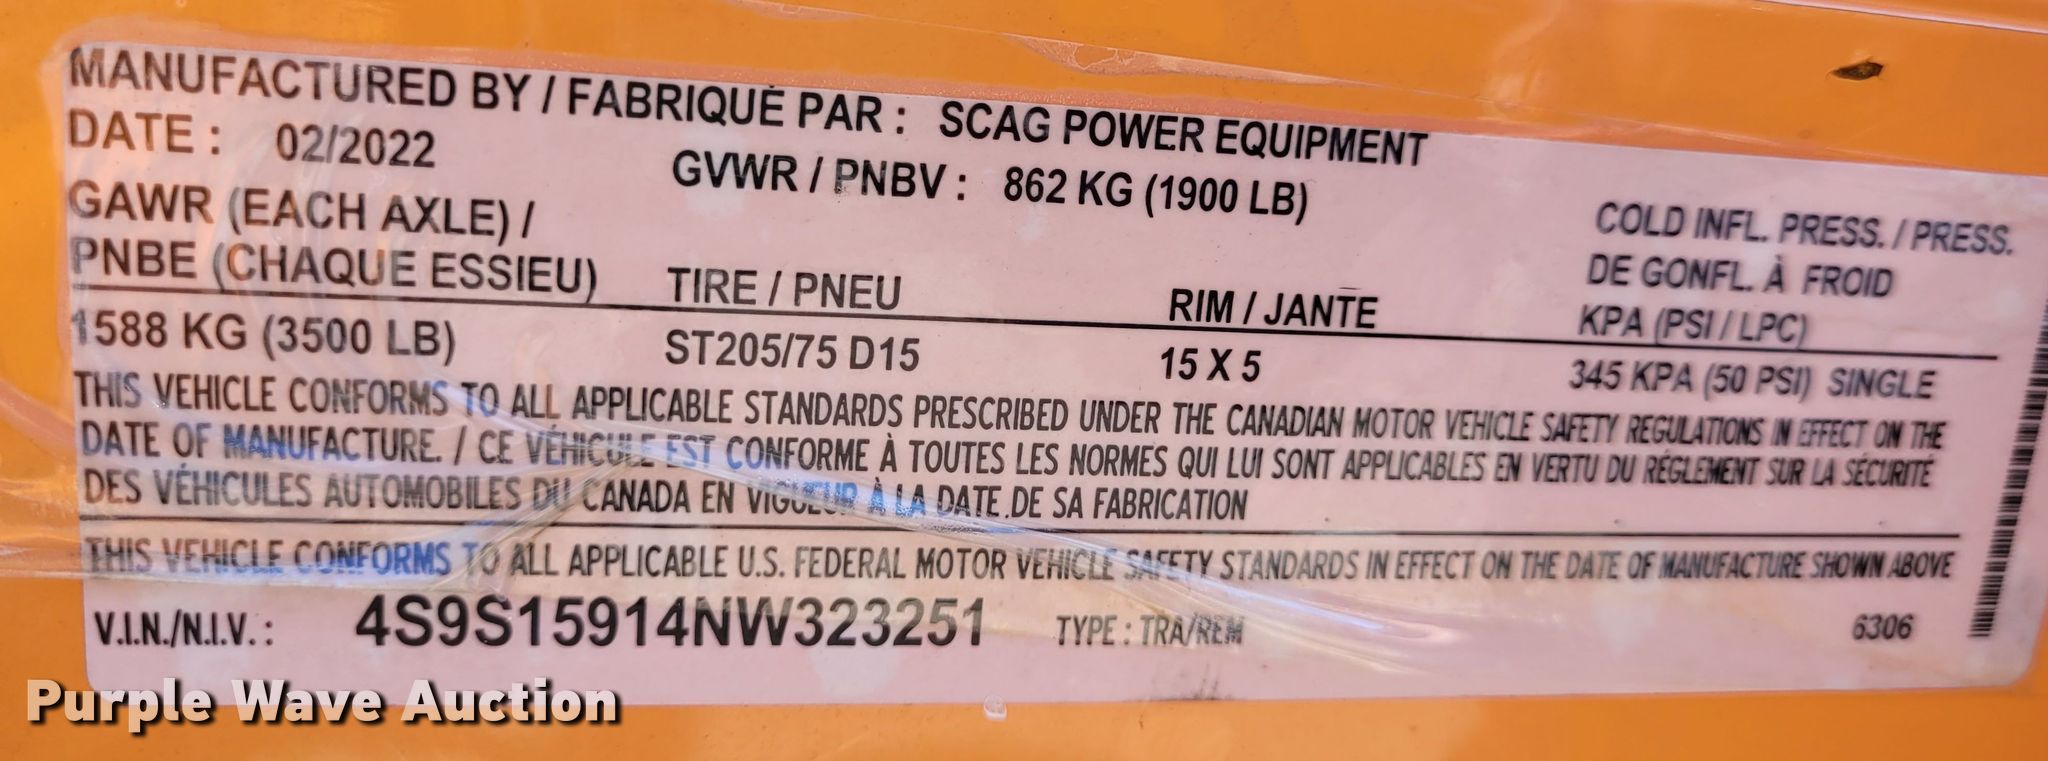 MANUFACTURED BY / FABRIQUÉ PAR : SCAG POWER EQUIPMENT
DATE : 02/2022 GVWR / PNBV : 862 KG (1900 LB)
GAWR (EACH AXLE) /
PNBE (CHAQUE ESSIEU) TIRE / PNEU RIM / JANTE COLD INFL. PRESS. / PRESS.
DE GONFL. À FROID
KPA (PSI / LPC)
1588 KG (3500 LB) ST205/75 D15 15 X 5 345 KPA (50 PSI) SINGLE
THIS VEHICLE CONFORMS TO ALL APPLICABLE STANDARDS PRESCRIBED UNDER THE CANADIAN MOTOR VEHICLE SAFETY REGULATIONS IN EFFECT ON THE
DATE OF MANUFACTURE. / CE VÉHICULE EST CONFORME À TOUTES LES NORMES QUI LUI SONT APPLICABLES EN VERTU DU RÉGLEMENT SUR LA SÉCURITÉ
DES VÉHICULES AUTOMOBILES DU CANADA EN VIGUEUR À LA DATE DE SA FABRICATION
THIS VEHICLE CONFORMS TO ALL APPLICABLE U.S. FEDERAL MOTOR VEHICLE SAFETY STANDARDS IN EFFECT ON THE DATE OF MANUFACTURE SHOWN ABOVE
V.I.N./N.I.V. : 4S9S15914NW323251 TYPE : TRA/REM 6306
Purple Wave Auction